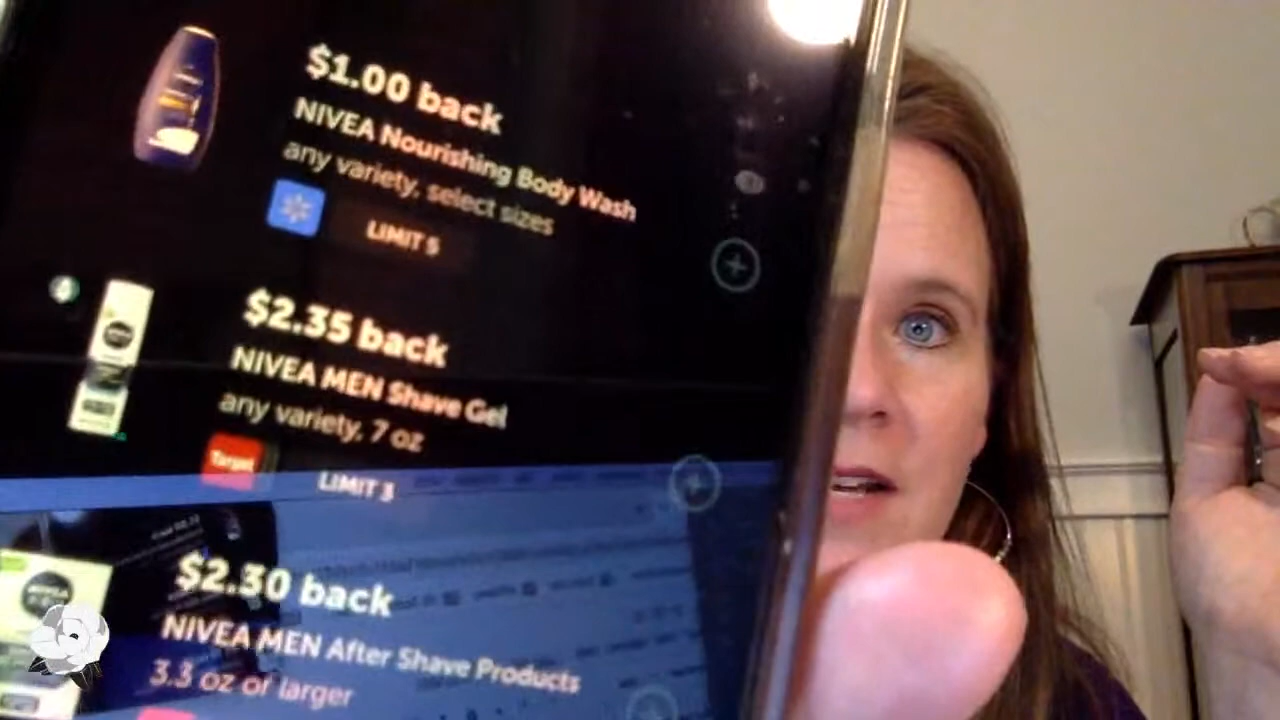 $1.00 back
NIVEA Nourishing Body Wash
any variety, select sizes
LIMIT 5
$2.35 back
NIVEA MEN Shave Gel
any variety, 7 oz
Target
LIMIT 3
$2.30 back
NIVEA MEN After Shave Products
3.3 oz or larger